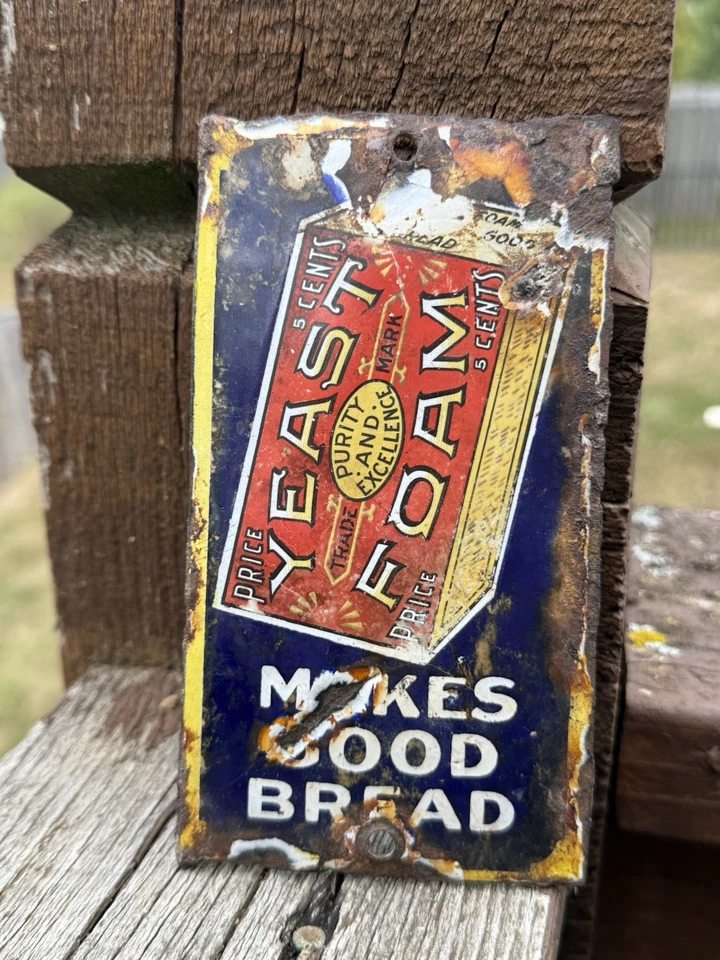 FOAM
GOOD
5 CENTS
YEAST
PRICE
TRADE MARK
PURITY
·AND·
EXCELLENCE
FOAM
5 CENTS
PRICE
MAKES
GOOD
BREAD